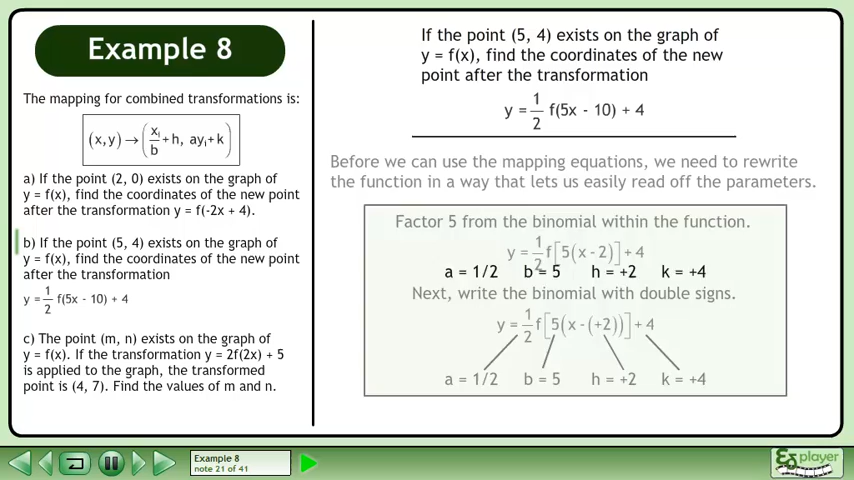 Example 8
The mapping for combined transformations is:
(x,y) → (xᵢ/b + h, ayᵢ + k)
a) If the point (2, 0) exists on the graph of
y = f(x), find the coordinates of the new point
after the transformation y = f(-2x + 4).
b) If the point (5, 4) exists on the graph of
y = f(x), find the coordinates of the new point
after the transformation
y = 1/2 f(5x - 10) + 4
c) The point (m, n) exists on the graph of
y = f(x). If the transformation y = 2f(2x) + 5
is applied to the graph, the transformed
point is (4, 7). Find the values of m and n.
If the point (5, 4) exists on the graph of
y = f(x), find the coordinates of the new
point after the transformation
y = 1/2 f(5x - 10) + 4
Before we can use the mapping equations, we need to rewrite
the function in a way that lets us easily read off the parameters.
Factor 5 from the binomial within the function.
y = 1/2 f[5(x - 2)] + 4
a = 1/2 b = 5 h = +2 k = +4
Next, write the binomial with double signs.
y = 1/2 f[5(x - (+2))] + 4
a = 1/2 b = 5 h = +2 k = +4
Example 8
note 21 of 41
player